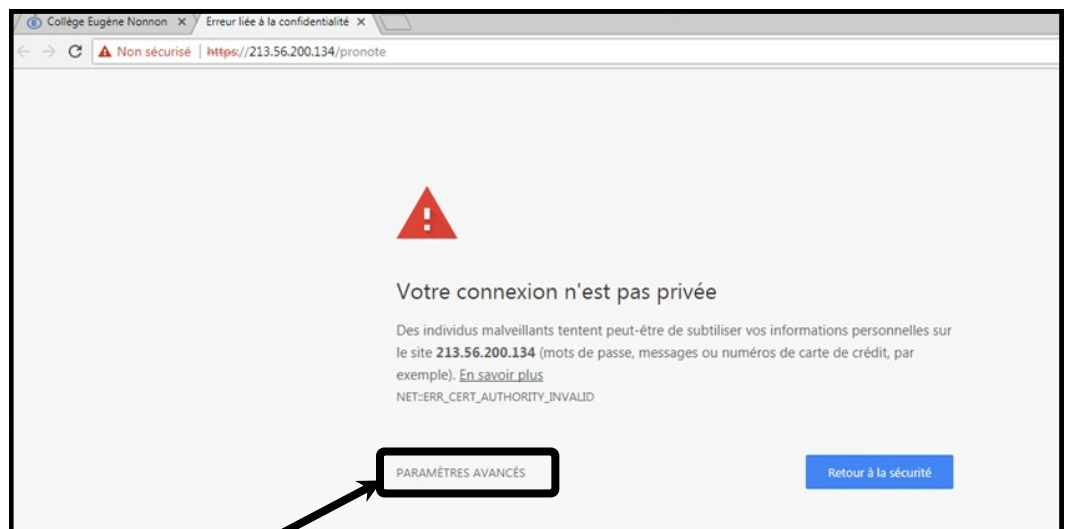 Collège Eugène Nonnon × Erreur liée à la confidentialité ×
Non sécurisé | https://213.56.200.134/pronote
Votre connexion n'est pas privée
Des individus malveillants tentent peut-être de subtiliser vos informations personnelles sur
le site 213.56.200.134 (mots de passe, messages ou numéros de carte de crédit, par
exemple). En savoir plus
NET::ERR_CERT_AUTHORITY_INVALID
PARAMÈTRES AVANCÉS Retour à la sécurité